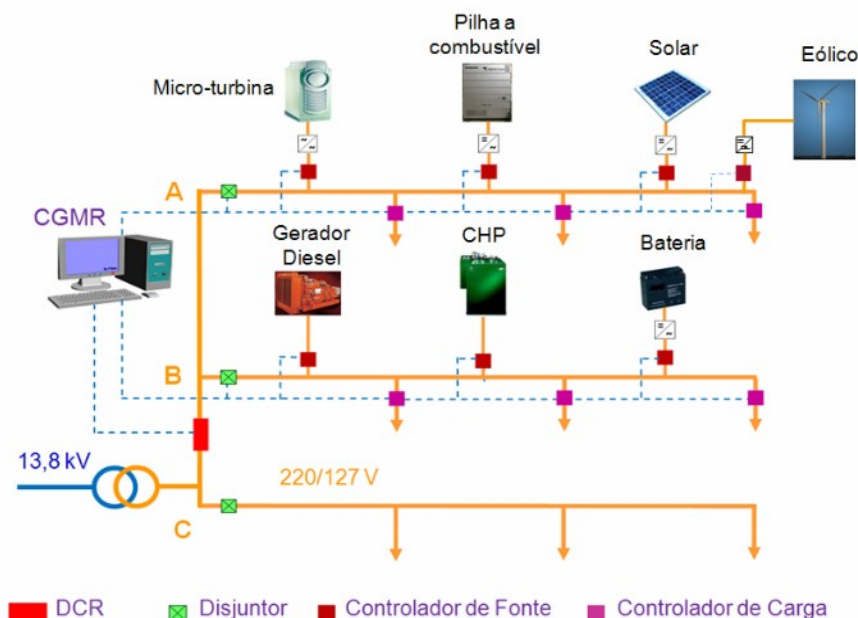 Pilha a
combustível
Solar
Eólico
Micro-turbina
A
CGMR
Gerador
Diesel
CHP
Bateria
B
13,8 kV
220/127 V
C
DCR
Disjuntor
Controlador de Fonte
Controlador de Carga